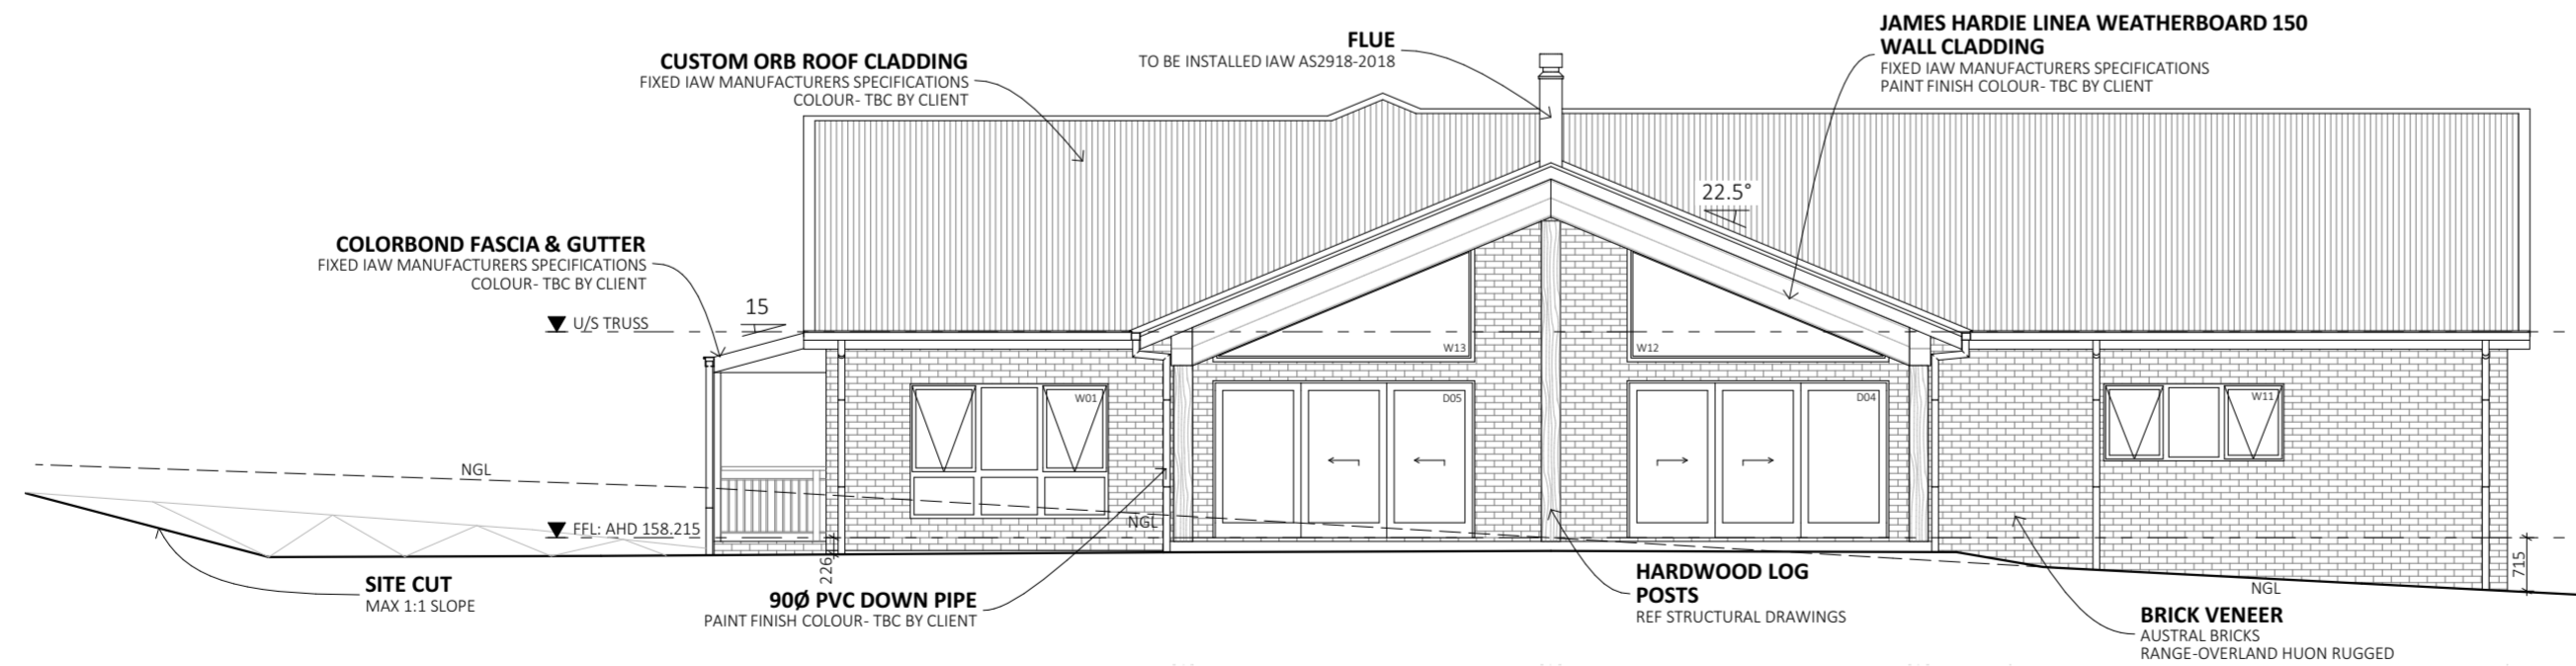 JAMES HARDIE LINEA WEATHERBOARD 150
WALL CLADDING
FIXED IAW MANUFACTURERS SPECIFICATIONS
PAINT FINISH COLOUR- TBC BY CLIENT
FLUE
TO BE INSTALLED IAW AS2918-2018
CUSTOM ORB ROOF CLADDING
FIXED IAW MANUFACTURERS SPECIFICATIONS
COLOUR- TBC BY CLIENT
22.5°
COLORBOND FASCIA & GUTTER
FIXED IAW MANUFACTURERS SPECIFICATIONS
COLOUR- TBC BY CLIENT
15
U/S TRUSS
W13
W12
W01
D05
D04
W11
NGL
NGL
FFL: AHD 158.215
226
715
NGL
SITE CUT
MAX 1:1 SLOPE
90Ø PVC DOWN PIPE
PAINT FINISH COLOUR- TBC BY CLIENT
HARDWOOD LOG
POSTS
REF STRUCTURAL DRAWINGS
BRICK VENEER
AUSTRAL BRICKS
RANGE-OVERLAND HUON RUGGED